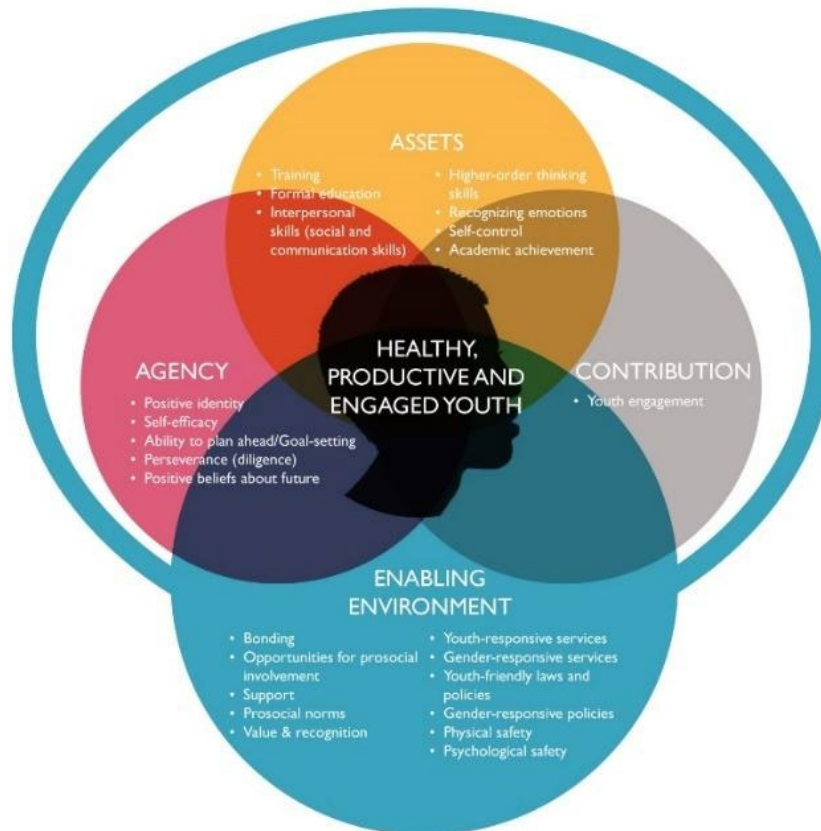 ASSETS
• Training
• Formal education
• Interpersonal
skills (social and
communication skills)
• Higher-order thinking
skills
• Recognizing emotions
• Self-control
• Academic achievement
HEALTHY,
PRODUCTIVE AND
ENGAGED YOUTH
AGENCY
• Positive identity
• Self-efficacy
• Ability to plan ahead/Goal-setting
• Perseverance (diligence)
• Positive beliefs about future
CONTRIBUTION
• Youth engagement
ENABLING
ENVIRONMENT
• Bonding
• Opportunities for prosocial
involvement
• Support
• Prosocial norms
• Value & recognition
• Youth-responsive services
• Gender-responsive services
• Youth-friendly laws and
policies
• Gender-responsive policies
• Physical safety
• Psychological safety